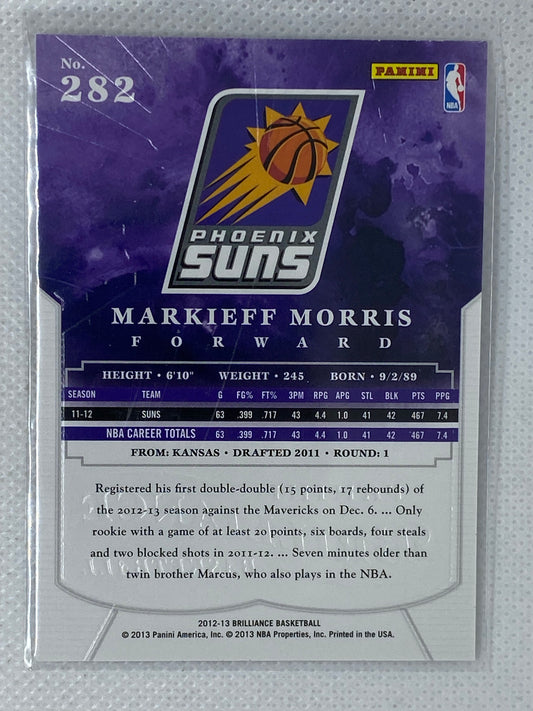 No.
282
PANINI
NBA
PHOENIX
SUNS
MARKIEFF MORRIS
FORWARD
HEIGHT • 6'10" WEIGHT • 245 BORN • 9/2/89
SEASON TEAM G FG% FT% 3PM RPG APG STL BLK PTS PPG
11-12 SUNS 63 .399 .717 43 4.4 1.0 41 42 467 7.4
NBA CAREER TOTALS 63 .399 .717 43 4.4 1.0 41 42 467 7.4
FROM: KANSAS • DRAFTED 2011 • ROUND: 1
Registered his first double-double (15 points, 17 rebounds) of
the 2012-13 season against the Mavericks on Dec. 6. ... Only
rookie with a game of at least 20 points, six boards, four steals
and two blocked shots in 2011-12. ... Seven minutes older than
twin brother Marcus, who also plays in the NBA.
2012-13 BRILLIANCE BASKETBALL
© 2013 Panini America, Inc. © 2013 NBA Properties, Inc. Printed in the USA.